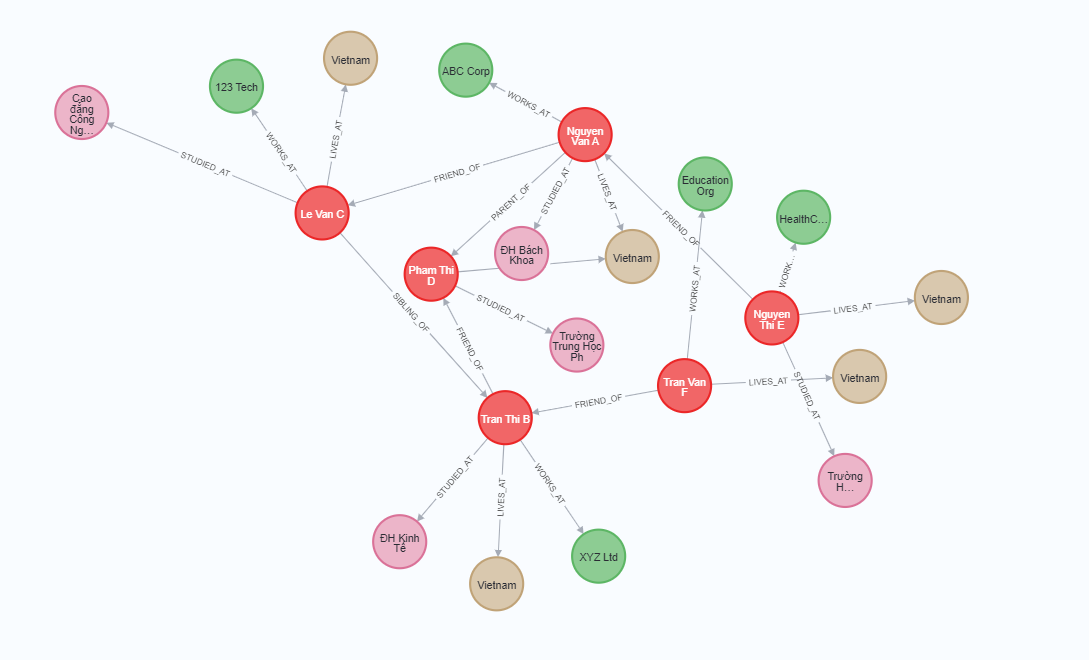 Vietnam
ABC Corp
123 Tech
Cao
đẳng
Công
Ng...
WORKS_AT
LIVES_AT
WORKS_AT
STUDIED_AT
Nguyen
Van A
FRIEND_OF
PARENT_OF
STUDIED_AT
LIVES_AT
Education
Org
Le Van C
FRIEND_OF
HealthC...
ĐH Bách
Khoa
Vietnam
Pham Thi
D
WORK...
WORKS_AT
SIBLING_OF
STUDIED_AT
Vietnam
LIVES_AT
Nguyen
Thi E
FRIEND_OF
Trường
Trung Học
Ph
Tran Van
F
LIVES_AT
Vietnam
STUDIED_AT
FRIEND_OF
Tran Thi B
STUDIED_AT
LIVES_AT
WORKS_AT
Trường
H...
ĐH Kinh
Tế
XYZ Ltd
Vietnam